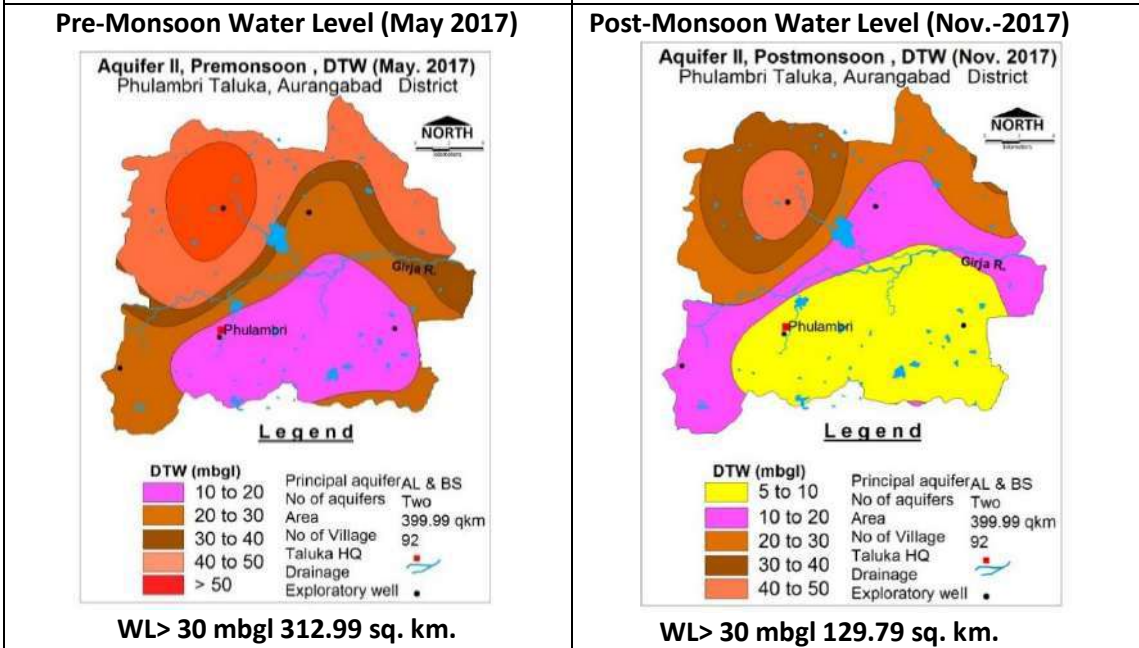 Pre-Monsoon Water Level (May 2017)
Aquifer II, Premonsoon , DTW (May. 2017)
Phulambri Taluka, Aurangabad District
NORTH
Girja R.
Phulambri
Legend
DTW (mbgl)
10 to 20
20 to 30
30 to 40
40 to 50
> 50
Principal aquifer AL & BS
No of aquifers Two
Area 399.99 qkm
No of Village 92
Taluka HQ
Drainage
Exploratory well
WL> 30 mbgl 312.99 sq. km.
Post-Monsoon Water Level (Nov.-2017)
Aquifer II, Postmonsoon , DTW (Nov. 2017)
Phulambri Taluka, Aurangabad District
NORTH
Girja R.
Phulambri
Legend
DTW (mbgl)
5 to 10
10 to 20
20 to 30
30 to 40
40 to 50
Principal aquifer AL & BS
No of aquifers Two
Area 399.99 qkm
No of Village 92
Taluka HQ
Drainage
Exploratory well
WL> 30 mbgl 129.79 sq. km.